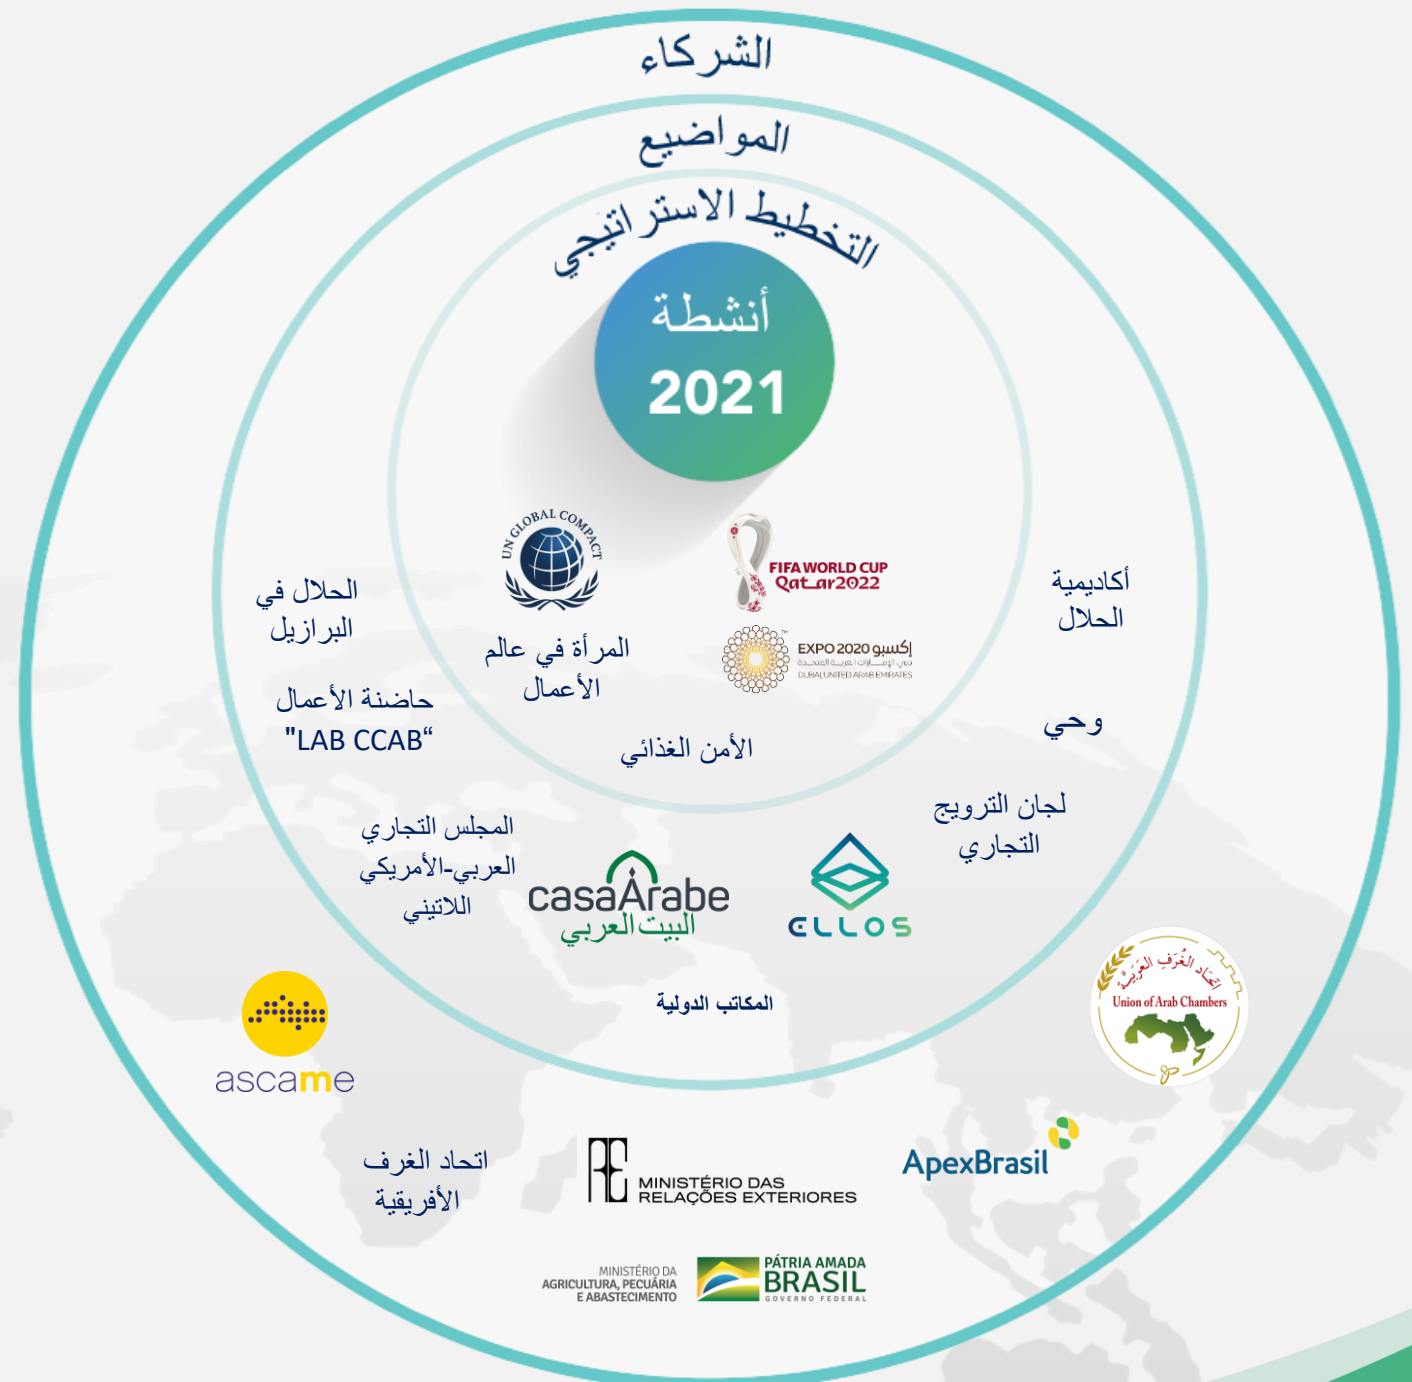 الشركاء
المواضيع
التخطيط الاستراتيجي
أنشطة
2021
UN GLOBAL COMPACT
FIFA WORLD CUP
Qatar2022
EXPO 2020 إكسبو
دبي، الإمارات العربية المتحدة
DUBAI, UNITED ARAB EMIRATES
المرأة في عالم
الأعمال
الأمن الغذائي
أكاديمية
الحلال
وحي
لجان الترويج
التجاري
الحلال في
البرازيل
حاضنة الأعمال
"LAB CCAB“
المجلس التجاري
العربي-الأمريكي
اللاتيني
casaÁrabe
البيت العربي
ELLOS
المكاتب الدولية
اتحاد الغرف العربية
Union of Arab Chambers
ascame
ApexBrasil
اتحاد الغرف
الأفريقية
MINISTÉRIO DAS
RELAÇÕES EXTERIORES
MINISTÉRIO DA
AGRICULTURA, PECUÁRIA
E ABASTECIMENTO
PÁTRIA AMADA
BRASIL
GOVERNO FEDERAL